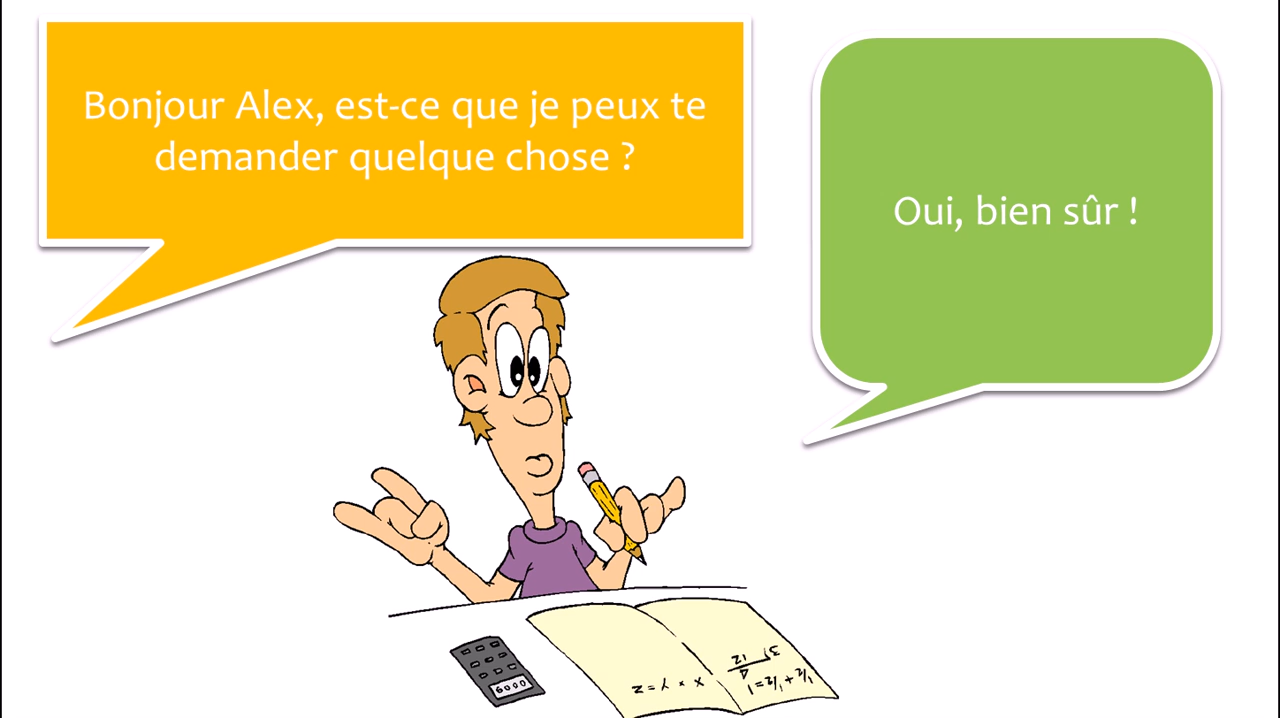 Bonjour Alex, est-ce que je peux te
demander quelque chose ?
Oui, bien sûr !